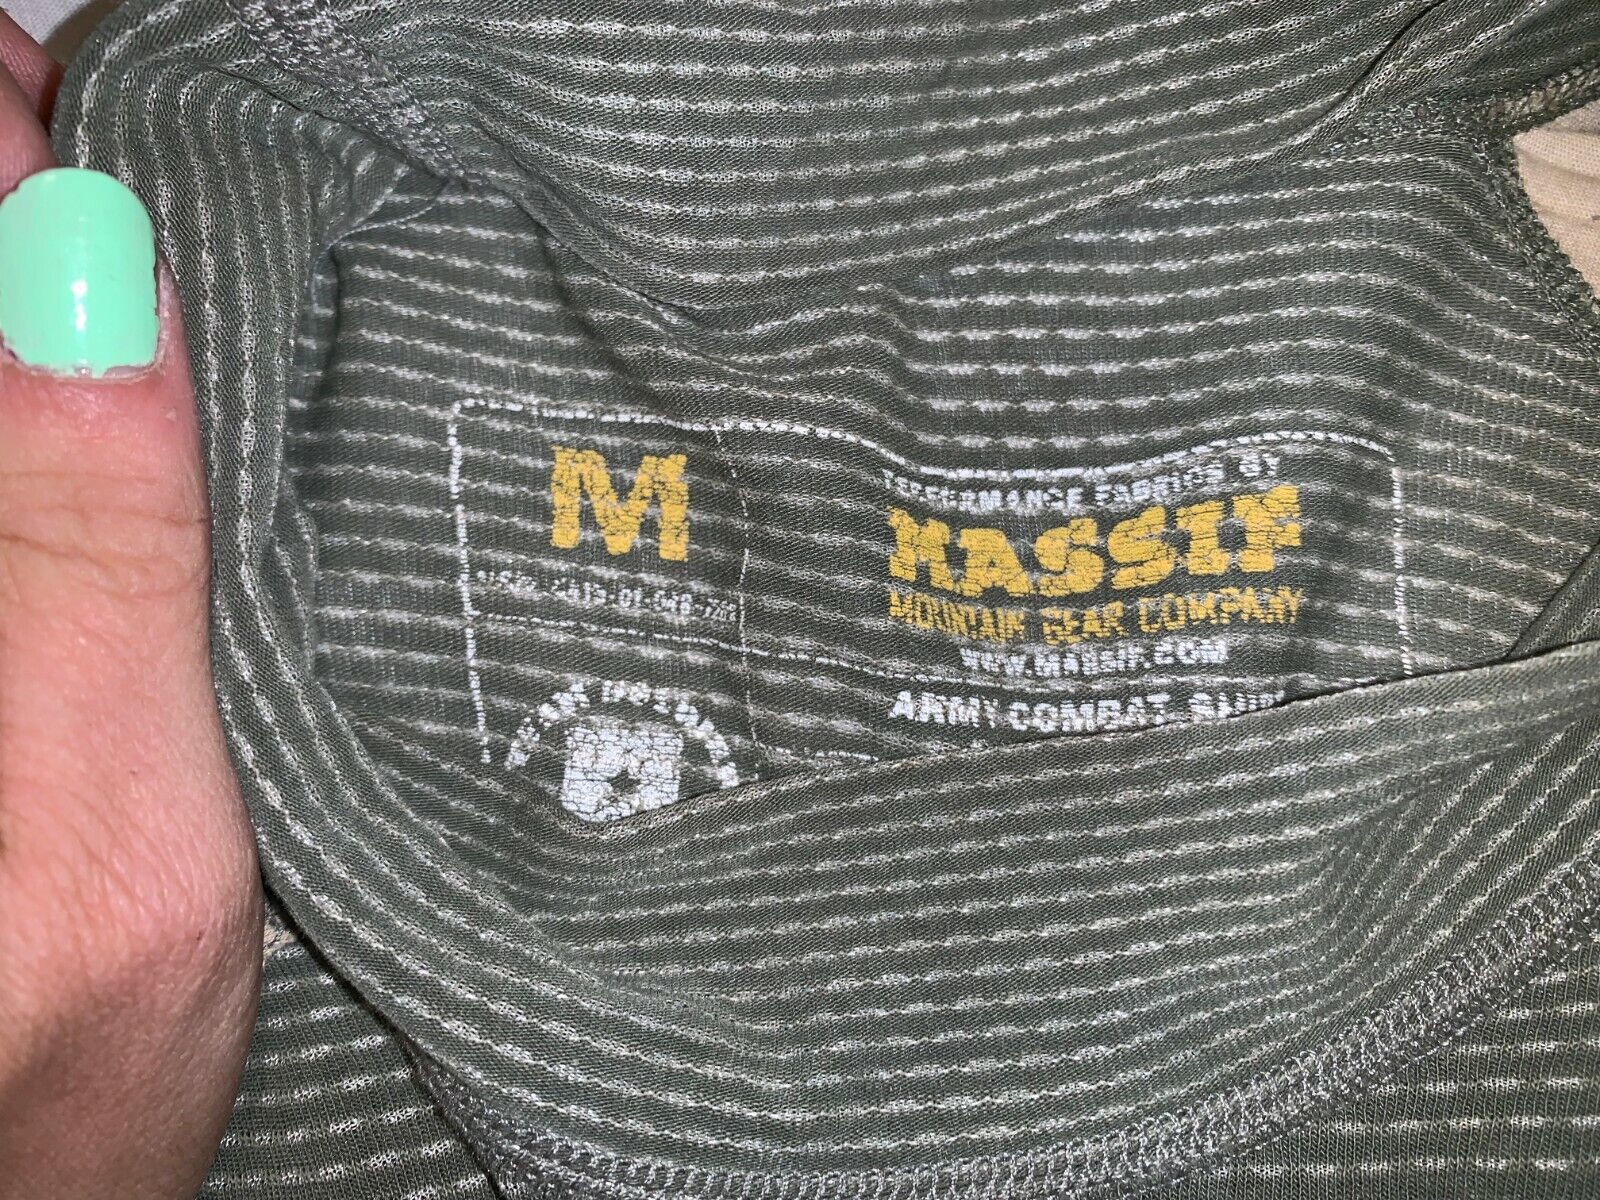 M
PERFORMANCE FABRICS BY
MASSIF
MOUNTAIN GEAR COMPANY
WWW.MASSIF.COM
ARMY COMBAT SHIRT